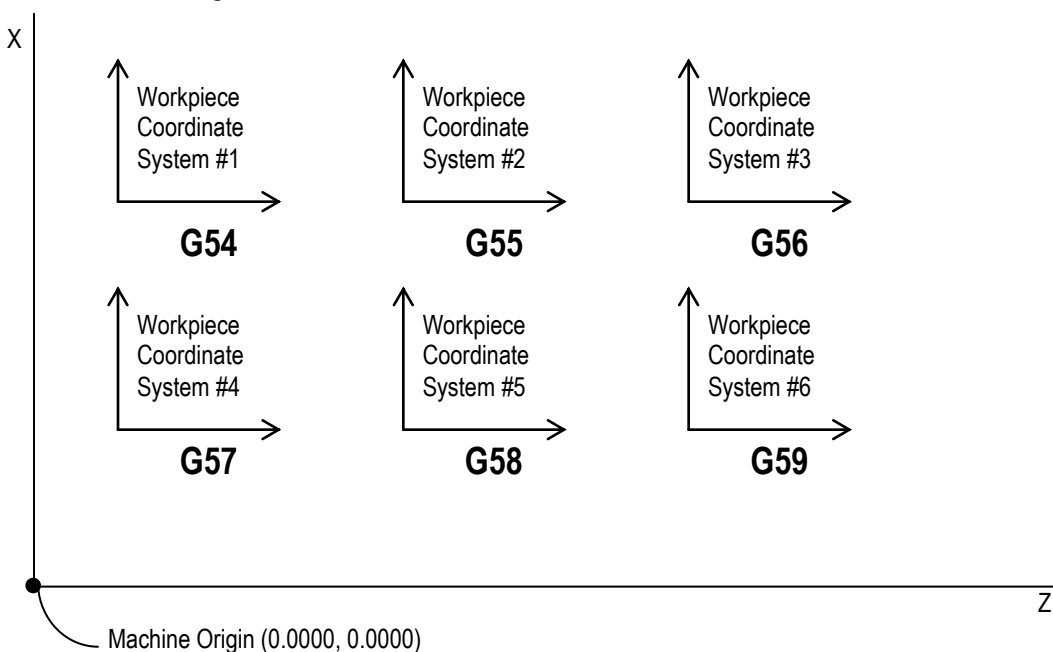 X
Workpiece
Coordinate
System #1
G54
Workpiece
Coordinate
System #2
G55
Workpiece
Coordinate
System #3
G56
Workpiece
Coordinate
System #4
G57
Workpiece
Coordinate
System #5
G58
Workpiece
Coordinate
System #6
G59
Z
Machine Origin (0.0000, 0.0000)